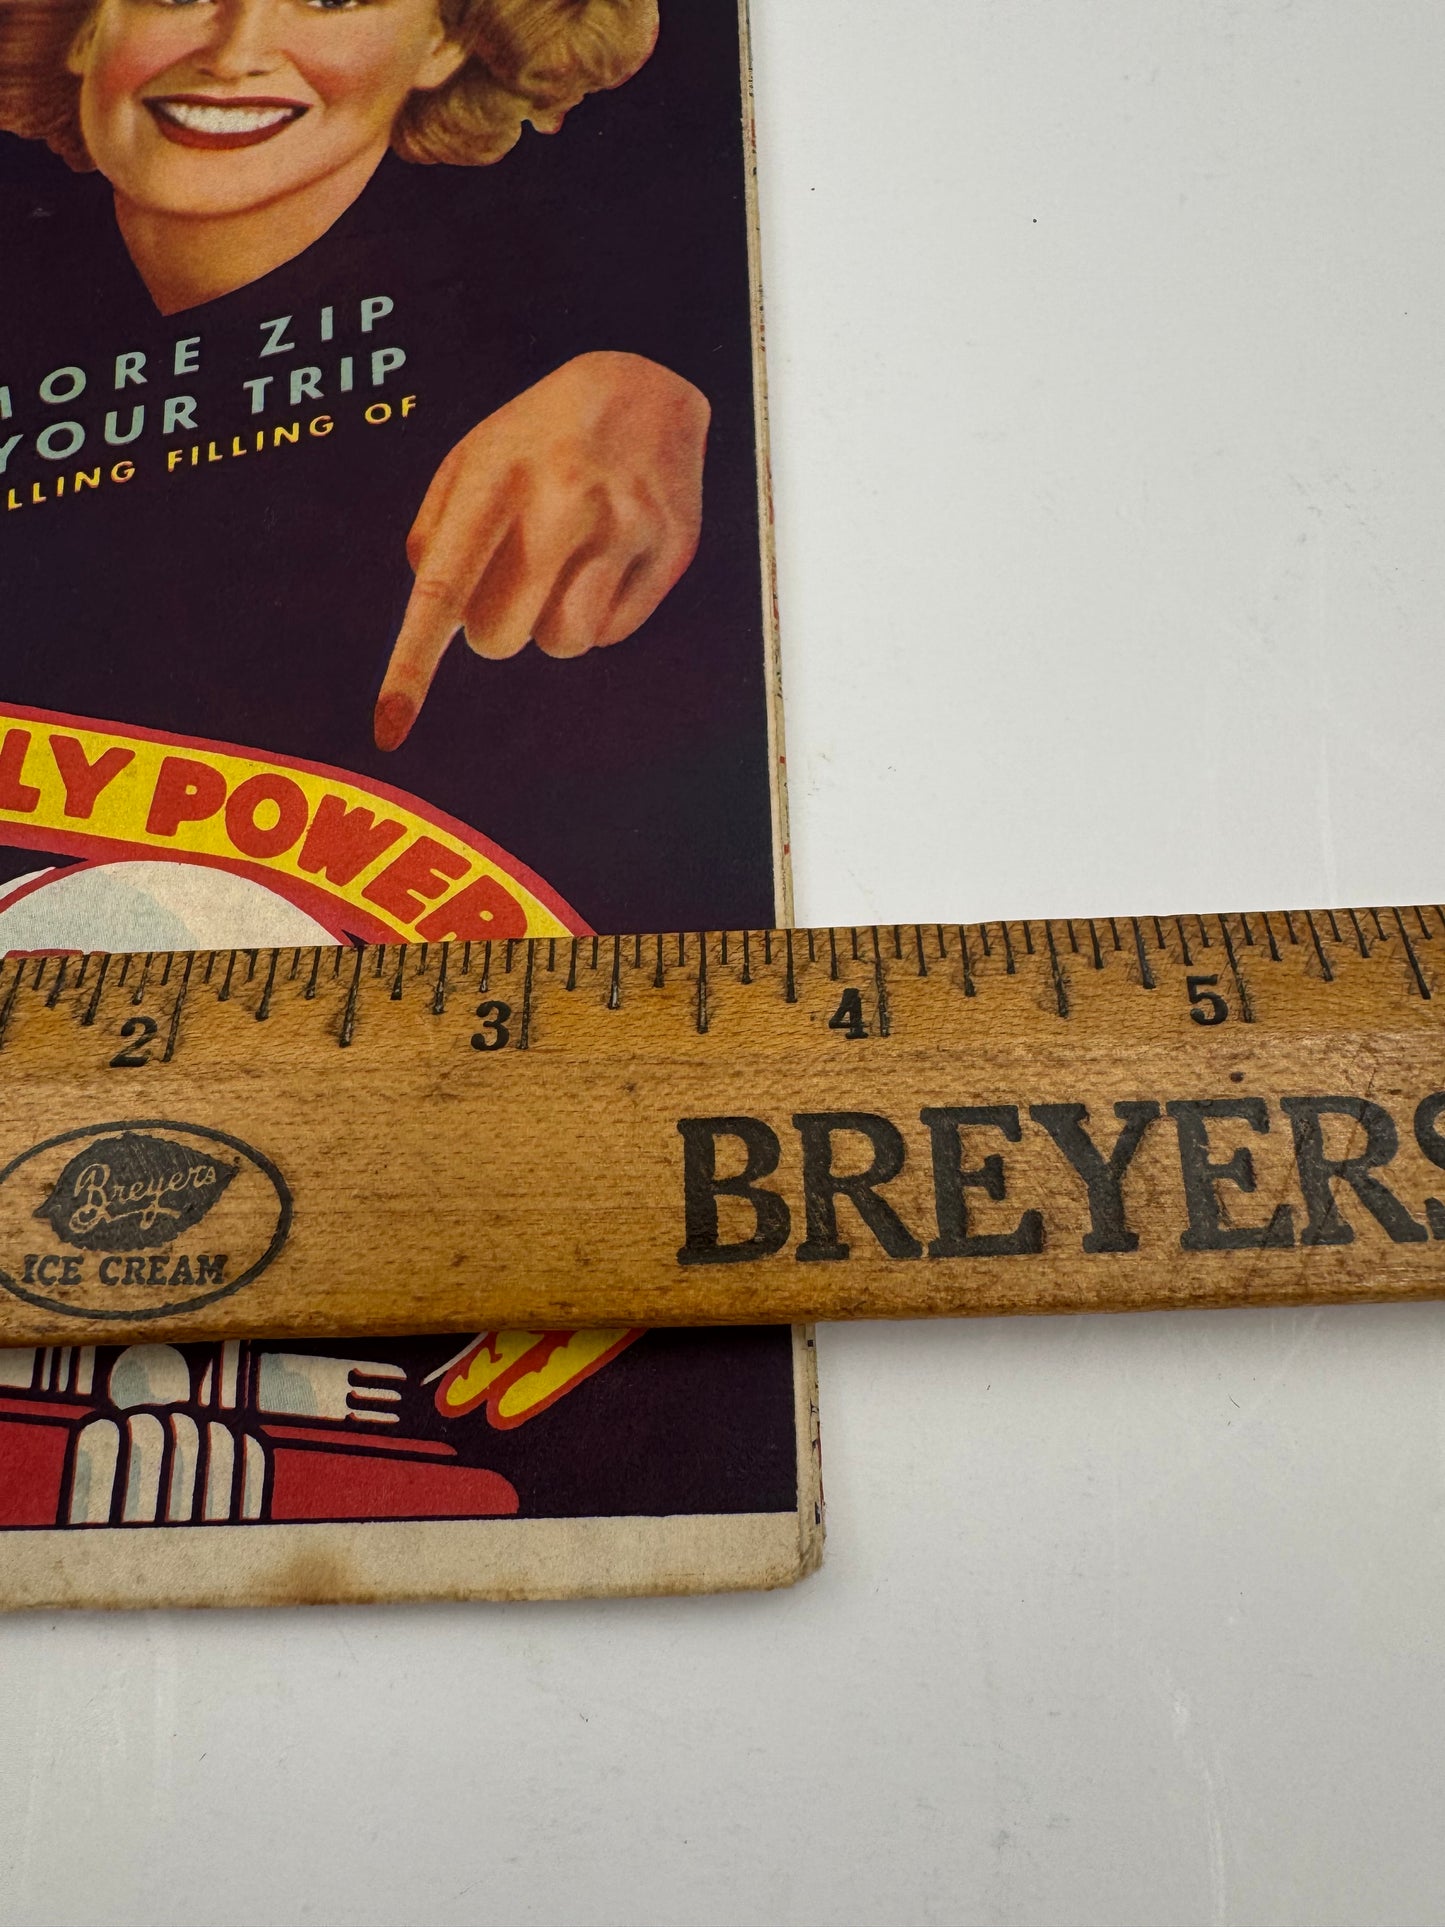 MORE ZIP
YOUR TRIP
LLING FILLING OF
LY POWER
2 3 4 5
Breyers
ICE CREAM
BREYERS